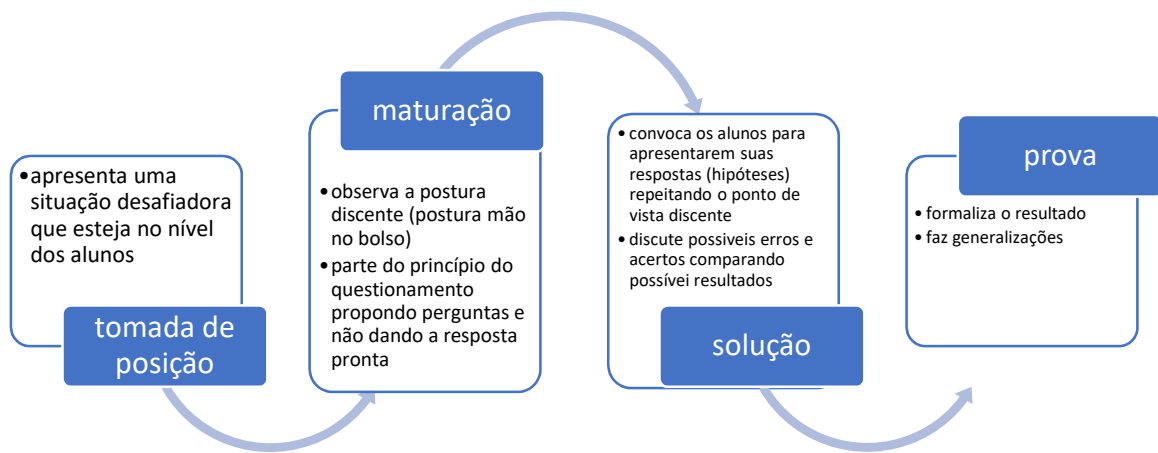 •apresenta uma
situação desafiadora
que esteja no nível
dos alunos
tomada de
posição
maturação
•observa a postura
discente (postura mão
no bolso)
•parte do princípio do
questionamento
propondo perguntas e
não dando a resposta
pronta
•convoca os alunos para
apresentarem suas
respostas (hipóteses)
repeitando o ponto de
vista discente
•discute possiveis erros e
acertos comparando
possívei resultados
solução
prova
•formaliza o resultado
•faz generalizações